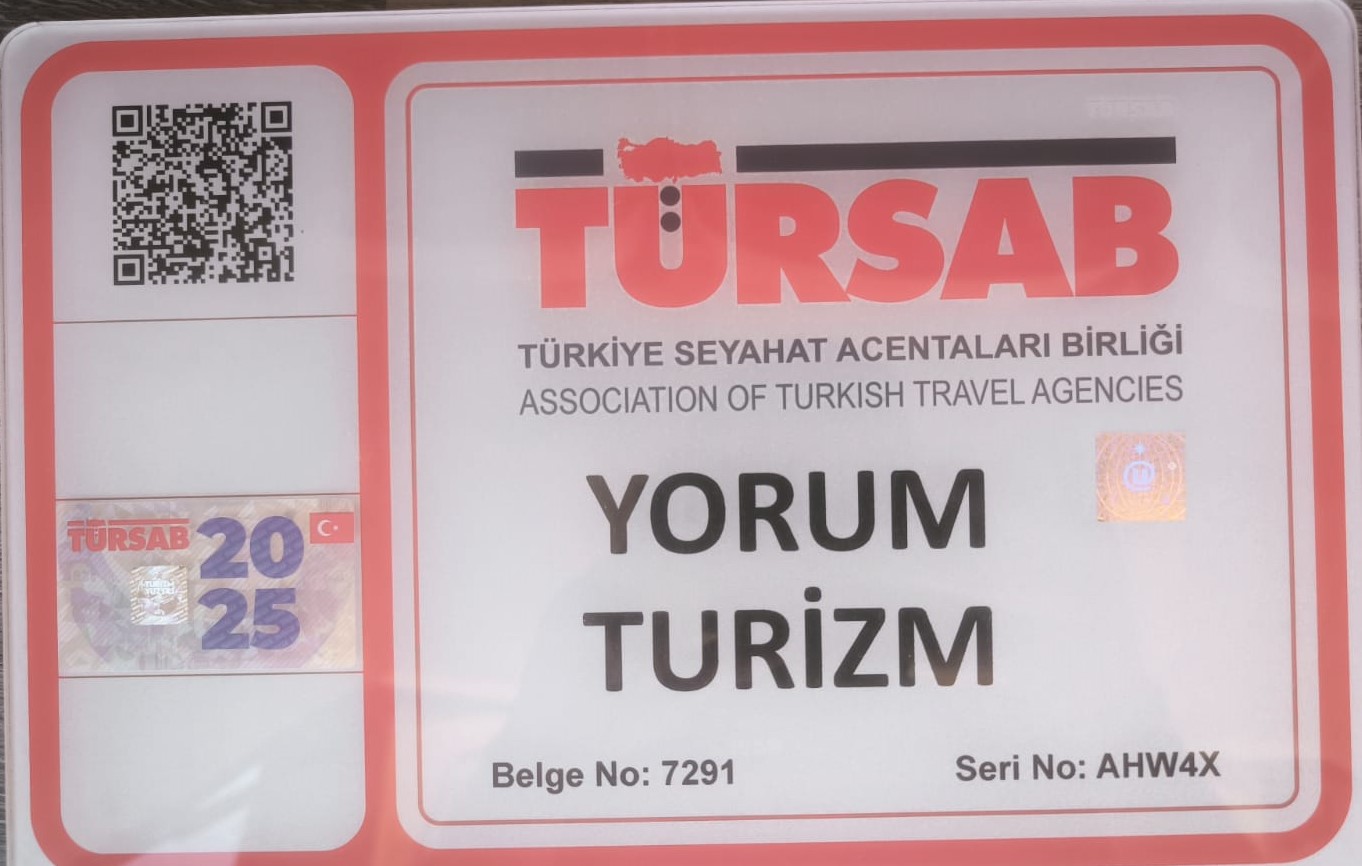 TÜRSAB
TÜRKİYE SEYAHAT ACENTALARI BİRLİĞİ
ASSOCIATION OF TURKISH TRAVEL AGENCIES
YORUM
TURİZM
Belge No: 7291
Seri No: AHW4X
TÜRSAB
20
25